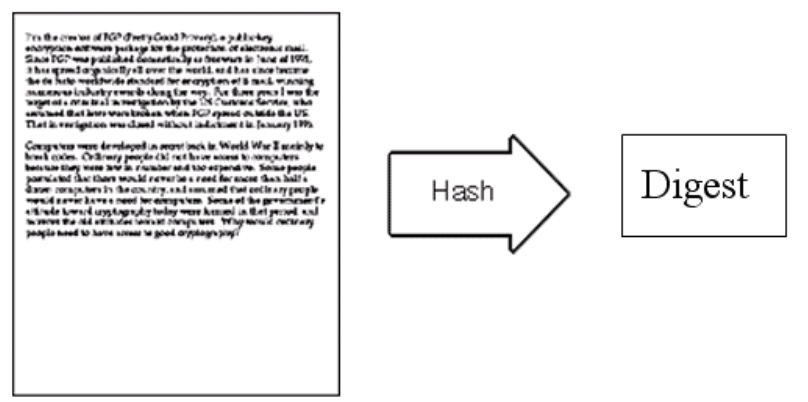 I'm the creator of PGP (Pretty Good Privacy), a public-key
encryption software package for the protection of electronic mail.
Since PGP was published domestically as freeware in June of 1991,
it has spread organically all over the world, and has since become
the de facto worldwide standard for encryption of E-mail, winning
numerous industry awards along the way. For three years I was the
target of a criminal investigation by the US Customs Service, who
assumed that laws were broken when PGP spread outside the US.
That investigation was closed without indictment in January 1996.
Computers were developed in secret back in World War II mainly to
break codes. Ordinary people did not have access to computers,
because they were few in number and too expensive. Some people
postulated that there would never be a need for more than half a
dozen computers in the country, and assumed that ordinary people
would never have a need for computers. Some of the government's
attitude toward cryptography today were formed in that period, and
the old attitudes toward computers. Why would ordinary
people need to have access to good cryptography?
Hash
Digest